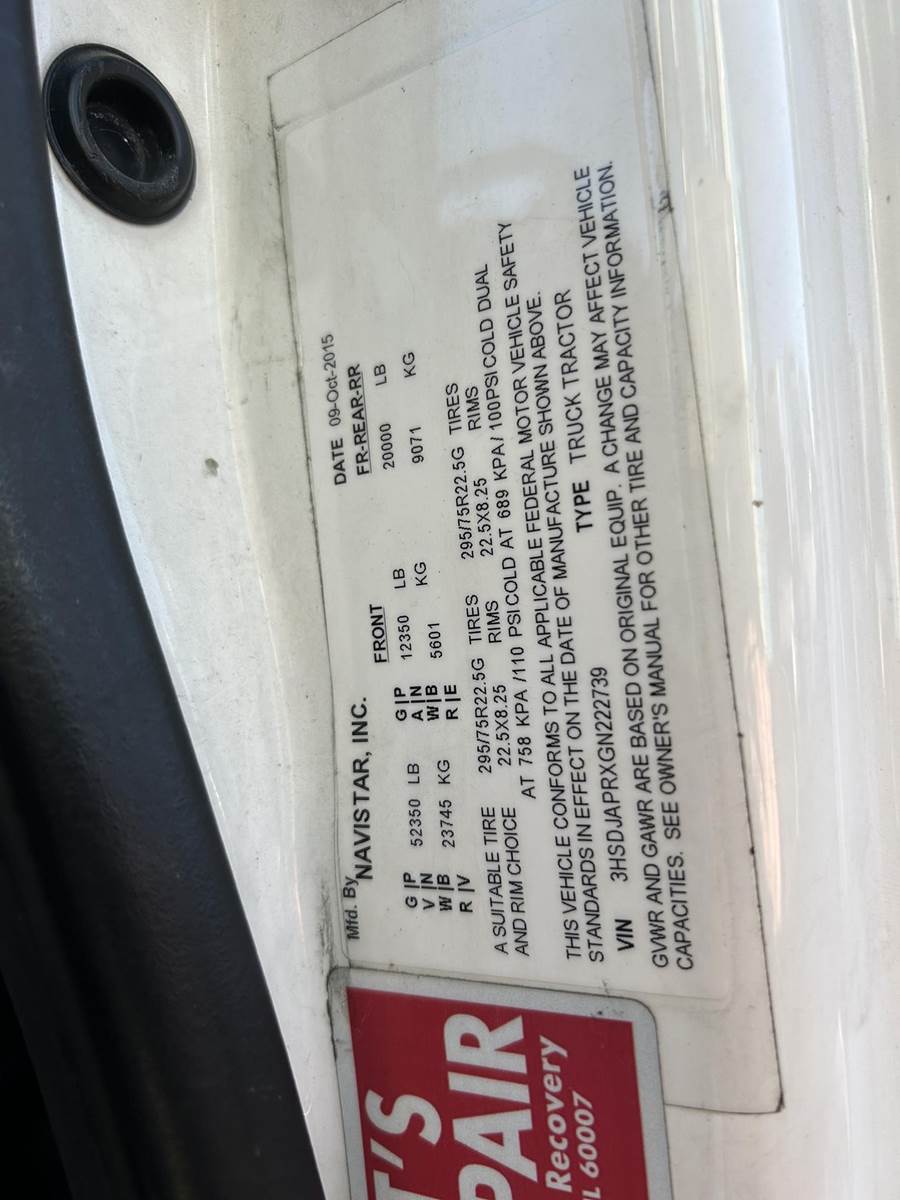 Mfd. By NAVISTAR, INC. DATE 09-Oct-2015
FRONT FR-REAR-RR
G|P 52350 LB G|P 12350 LB 20000 LB
V|N A|N
W|B 23745 KG W|B 5601 KG 9071 KG
R|V R|E
A SUITABLE TIRE 295/75R22.5G TIRES 295/75R22.5G TIRES
AND RIM CHOICE 22.5X8.25 RIMS 22.5X8.25 RIMS
AT 758 KPA /110 PSI COLD AT 689 KPA/ 100PSI COLD DUAL
THIS VEHICLE CONFORMS TO ALL APPLICABLE FEDERAL MOTOR VEHICLE SAFETY
STANDARDS IN EFFECT ON THE DATE OF MANUFACTURE SHOWN ABOVE.
VIN 3HSDJAPRXGN222739 TYPE TRUCK TRACTOR
GVWR AND GAWR ARE BASED ON ORIGINAL EQUIP. A CHANGE MAY AFFECT VEHICLE
CAPACITIES. SEE OWNER'S MANUAL FOR OTHER TIRE AND CAPACITY INFORMATION.
T'S
PAIR
Recovery
L 60007